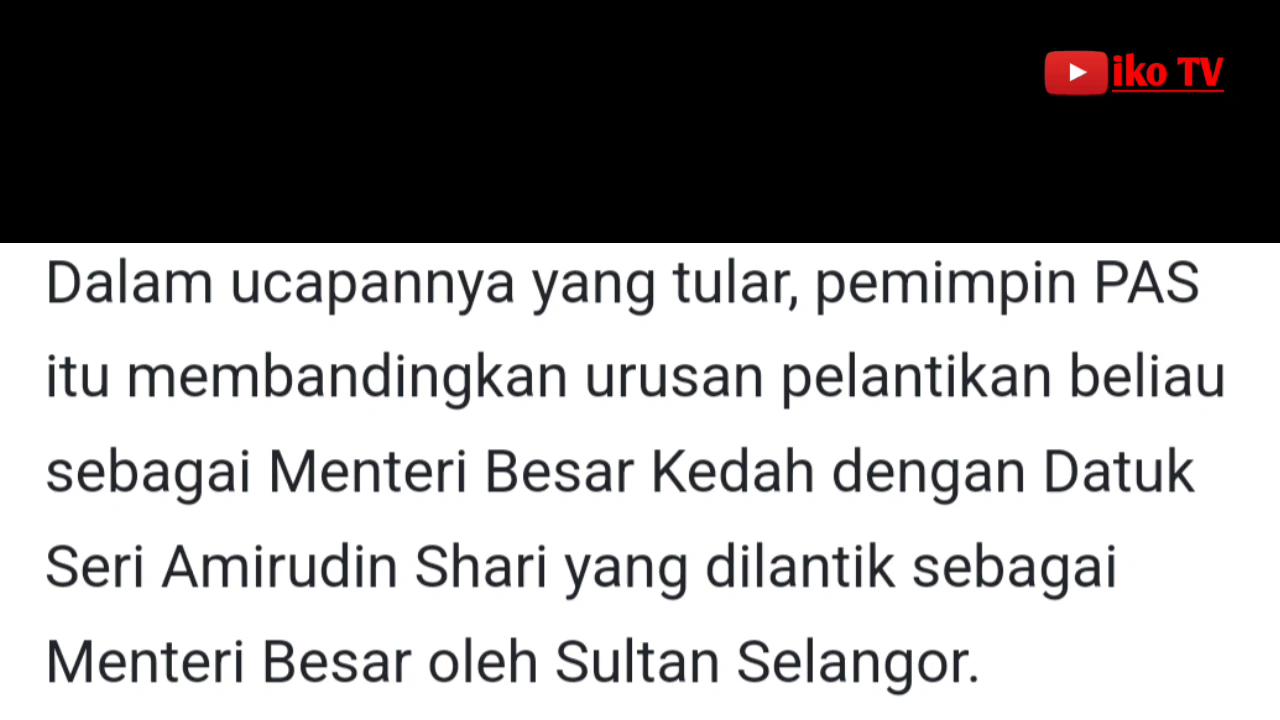 iko TV
Dalam ucapannya yang tular, pemimpin PAS
itu membandingkan urusan pelantikan beliau
sebagai Menteri Besar Kedah dengan Datuk
Seri Amirudin Shari yang dilantik sebagai
Menteri Besar oleh Sultan Selangor.